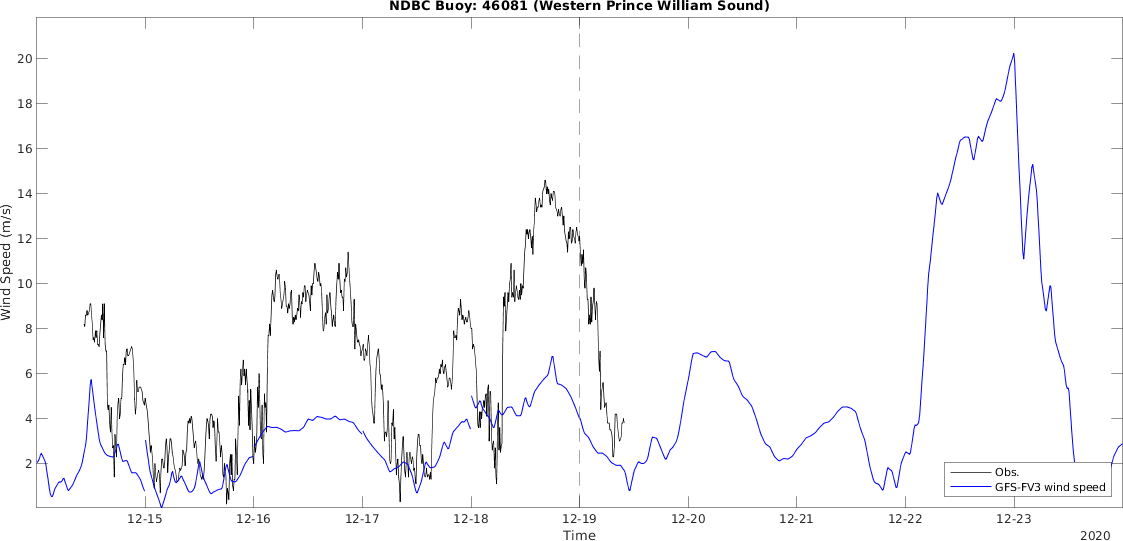 NDBC Buoy: 46081 (Western Prince William Sound)
Wind Speed (m/s)
20
18
16
14
12
10
8
6
4
2
12-15 12-16 12-17 12-18 12-19 12-20 12-21 12-22 12-23
Time
2020
Obs.
GFS-FV3 wind speed